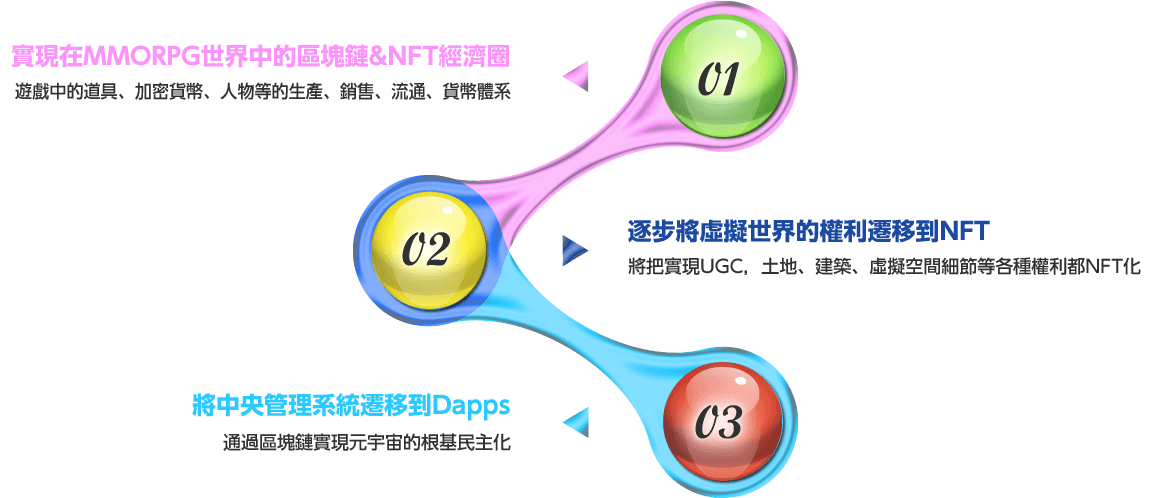 實現在MMORPG世界中的區塊鏈&NFT經濟圈
遊戲中的道具、加密貨幣、人物等的生產、銷售、流通、貨幣體系
01
02
逐步將虛擬世界的權利遷移到NFT
將把實現UGC，土地、建築、虛擬空間細節等各種權利都NFT化
將中央管理系統遷移到Dapps
通過區塊鏈實現元宇宙的根基民主化
03